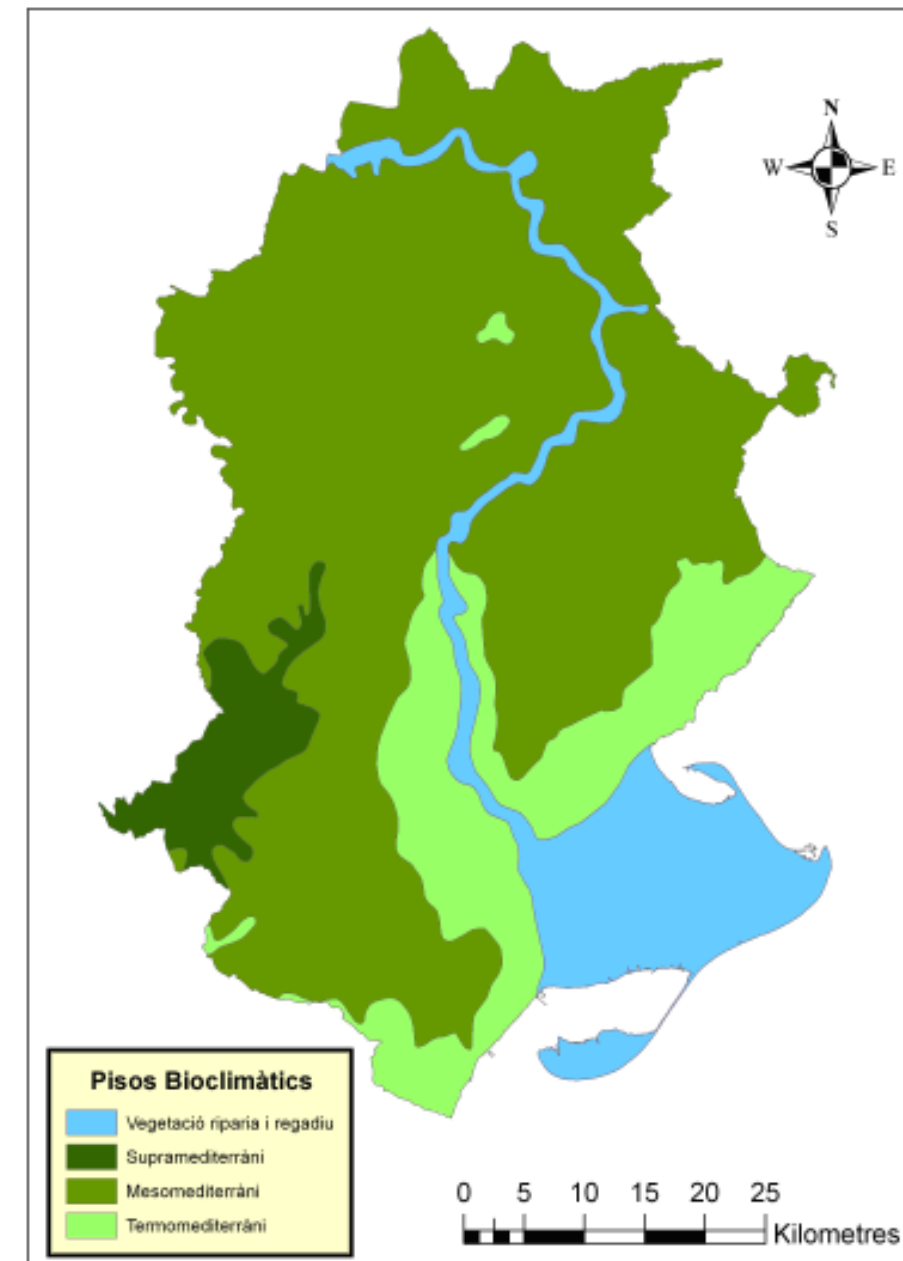 N
W E
S
Pisos Bioclimàtics
Vegetació riparia i regadiu
Supramediterràni
Mesomediterràni
Termomediterràni
0 5 10 15 20 25
Kilometres